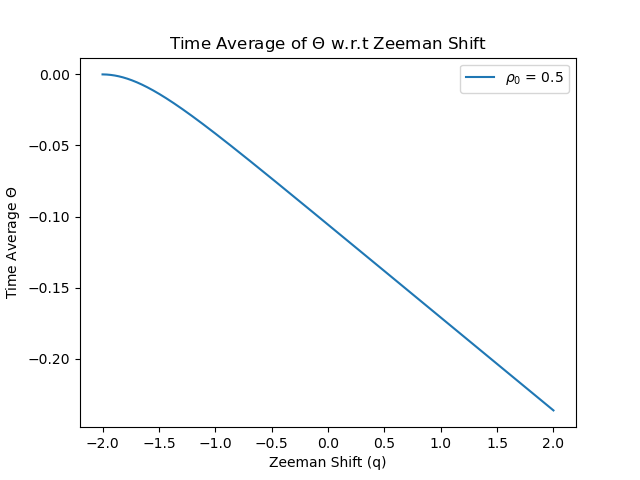 Time Average of Θ w.r.t Zeeman Shift
ρ₀ = 0.5
0.00
−0.05
−0.10
−0.15
−0.20
Time Average Θ
−2.0 −1.5 −1.0 −0.5 0.0 0.5 1.0 1.5 2.0
Zeeman Shift (q)